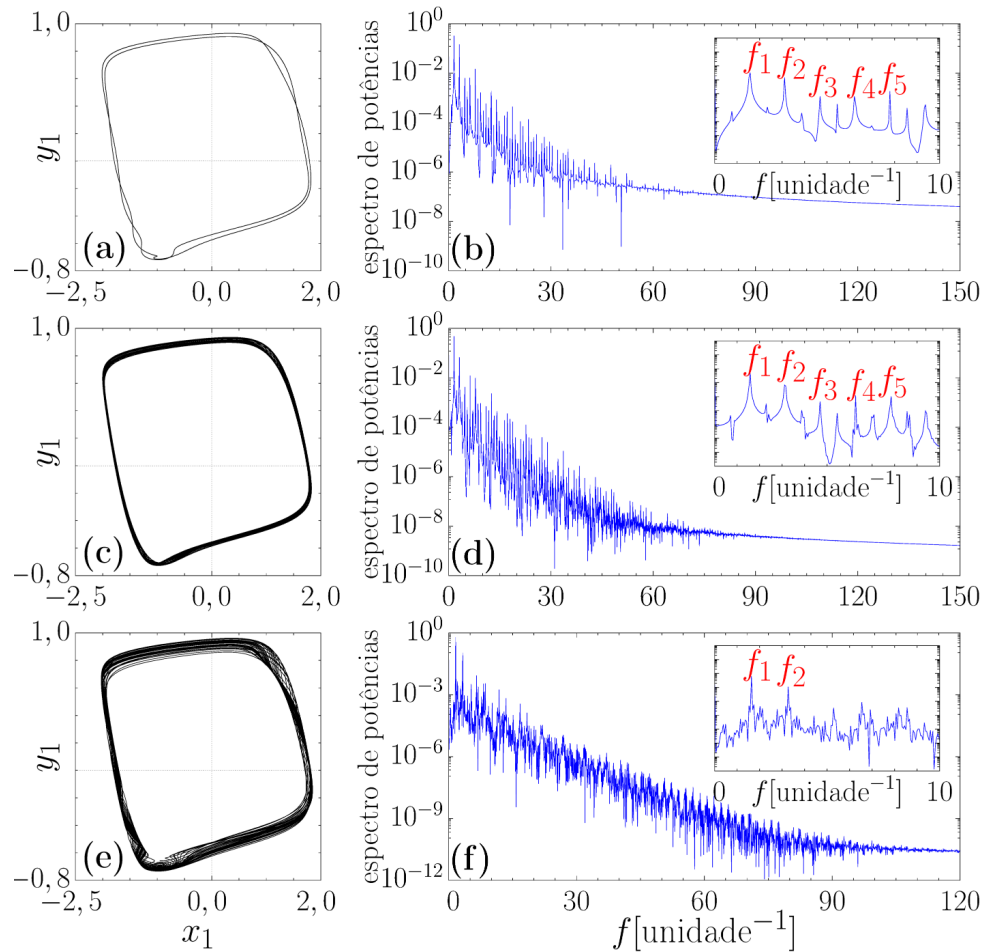 1,0
y₁
−0,8
(a)
−2,5 0,0 2,0
espectro de potências
10⁰
10⁻²
10⁻⁴
10⁻⁶
10⁻⁸
10⁻¹⁰
(b)
0 30 60 90 120 150
f₁ f₂ f₃ f₄ f₅
0 f[unidade⁻¹] 10
1,0
y₁
−0,8
(c)
−2,5 0,0 2,0
espectro de potências
10⁰
10⁻²
10⁻⁴
10⁻⁶
10⁻⁸
10⁻¹⁰
(d)
0 30 60 90 120 150
f₁ f₂ f₃ f₄ f₅
0 f[unidade⁻¹] 10
1,0
y₁
−0,8
(e)
−2,5 0,0 2,0
x₁
espectro de potências
10⁰
10⁻³
10⁻⁶
10⁻⁹
10⁻¹²
(f)
0 30 60 90 120
f[unidade⁻¹]
f₁ f₂
0 f[unidade⁻¹] 10